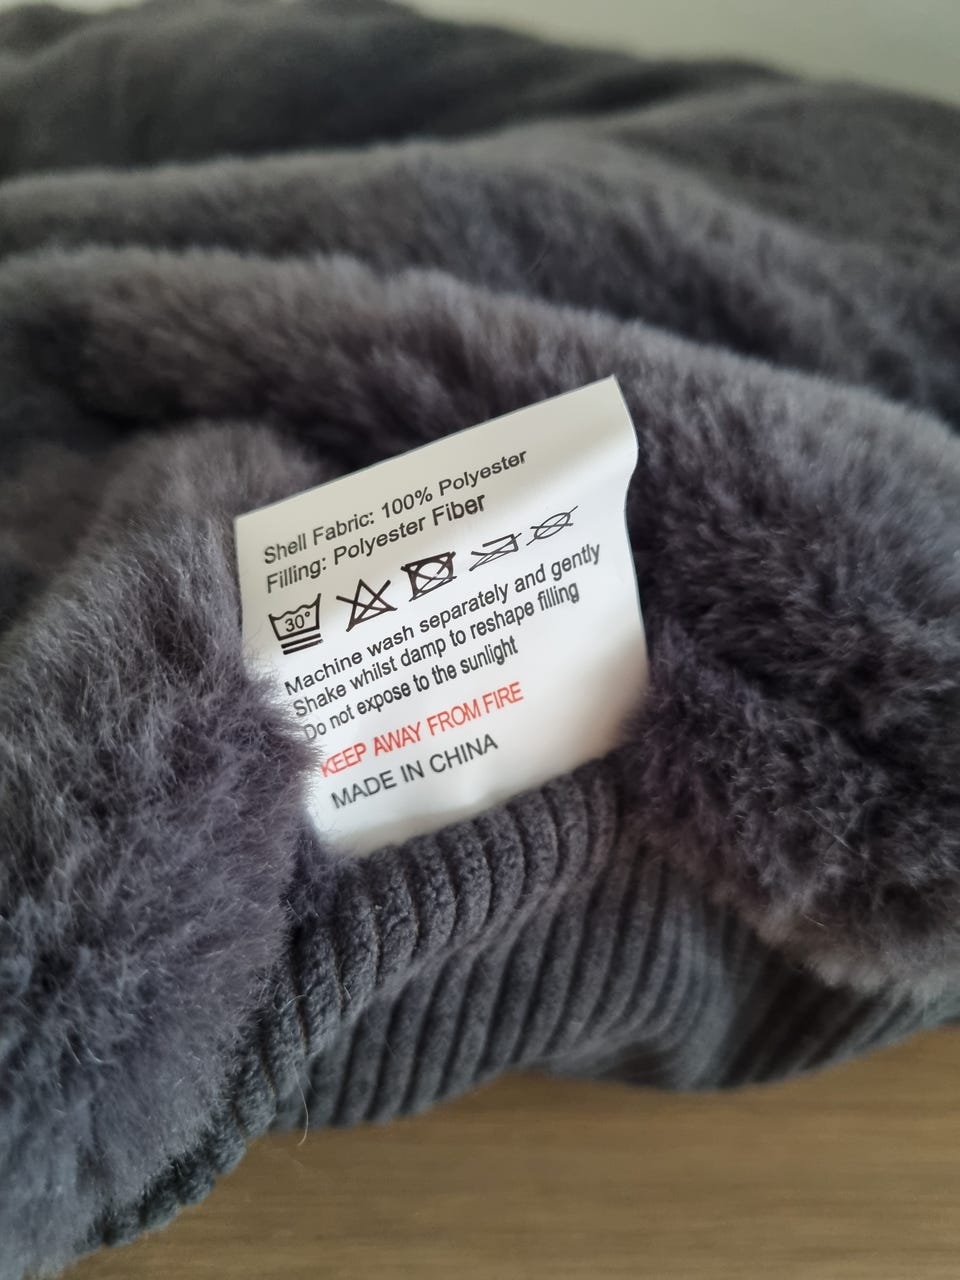 Shell Fabric: 100% Polyester
Filling: Polyester Fiber
30°
Machine wash separately and gently
Shake whilst damp to reshape filling
Do not expose to the sunlight
KEEP AWAY FROM FIRE
MADE IN CHINA